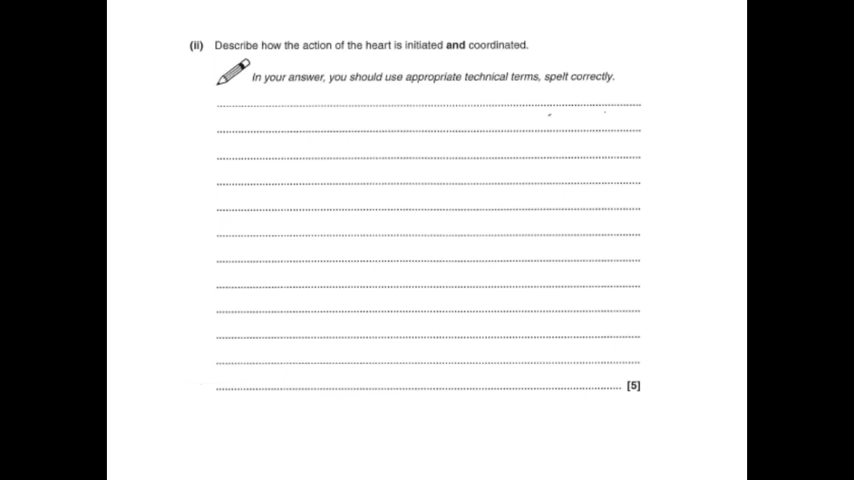 (ii) Describe how the action of the heart is initiated and coordinated.
In your answer, you should use appropriate technical terms, spelt correctly.
[5]